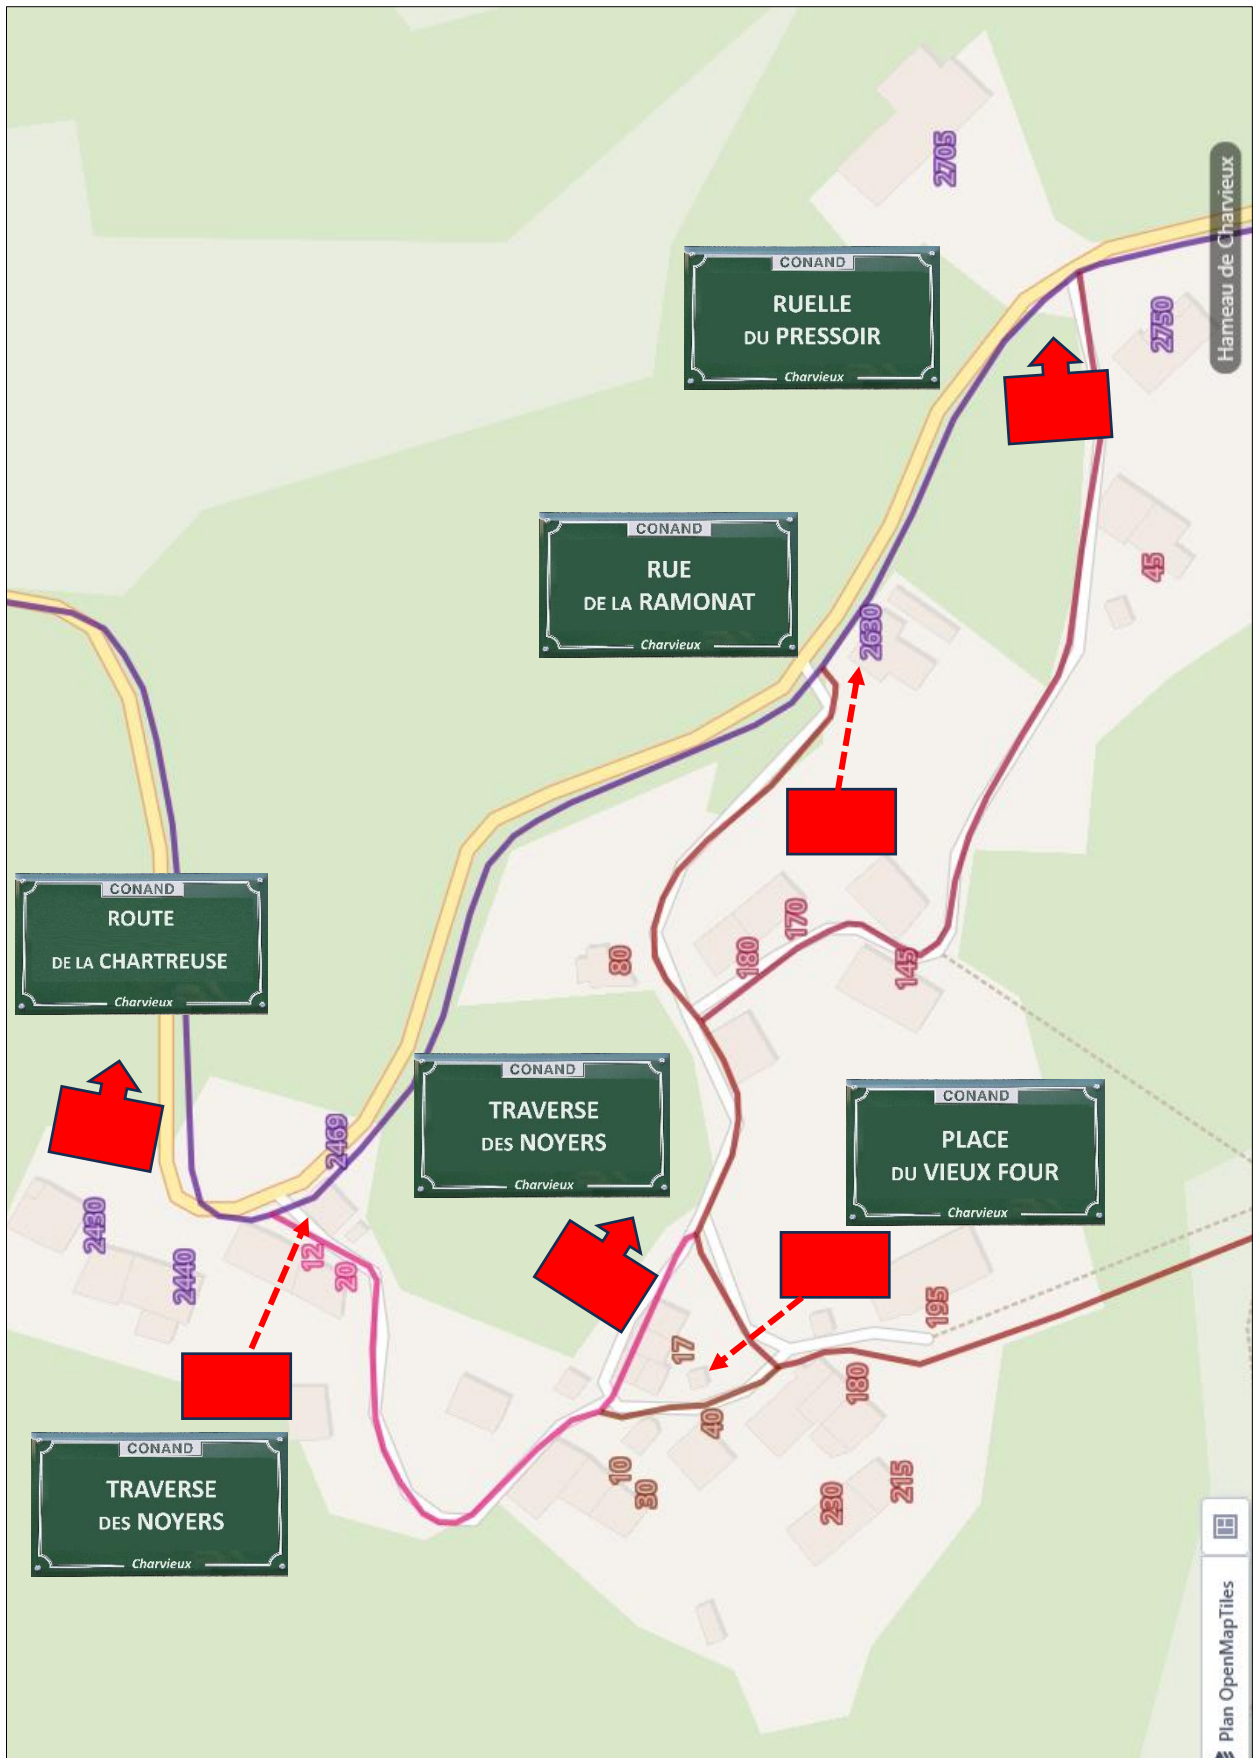 2705
Hameau de Charvieux
CONAND
RUELLE
DU PRESSOIR
Charvieux
2750
CONAND
RUE
DE LA RAMONAT
Charvieux
45
2630
CONAND
ROUTE
DE LA CHARTREUSE
Charvieux
80
180
170
145
2469
CONAND
TRAVERSE
DES NOYERS
Charvieux
CONAND
PLACE
DU VIEUX FOUR
Charvieux
2430
2440
12
20
17
195
180
40
10
30
230
215
CONAND
TRAVERSE
DES NOYERS
Charvieux
Plan OpenMapTiles